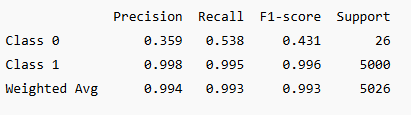 Precision Recall F1-score Support
Class 0 0.359 0.538 0.431 26
Class 1 0.998 0.995 0.996 5000
Weighted Avg 0.994 0.993 0.993 5026